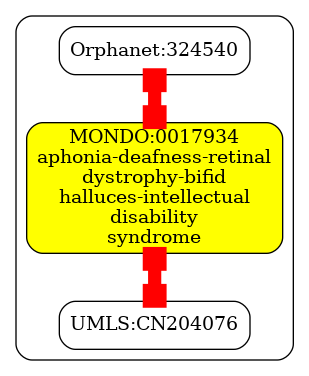 Orphanet:324540
MONDO:0017934
aphonia-deafness-retinal
dystrophy-bifid
halluces-intellectual
disability
syndrome
UMLS:CN204076